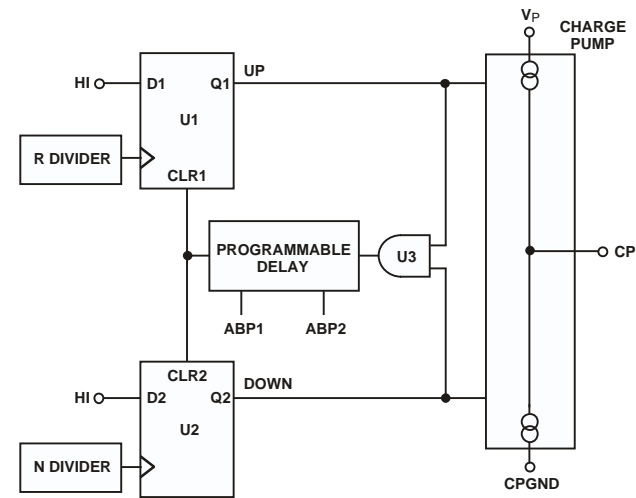 VP
CHARGE
PUMP
HI
D1
Q1
UP
U1
R DIVIDER
CLR1
PROGRAMMABLE
DELAY
U3
CP
ABP1
ABP2
CLR2
DOWN
HI
D2
Q2
U2
N DIVIDER
CPGND